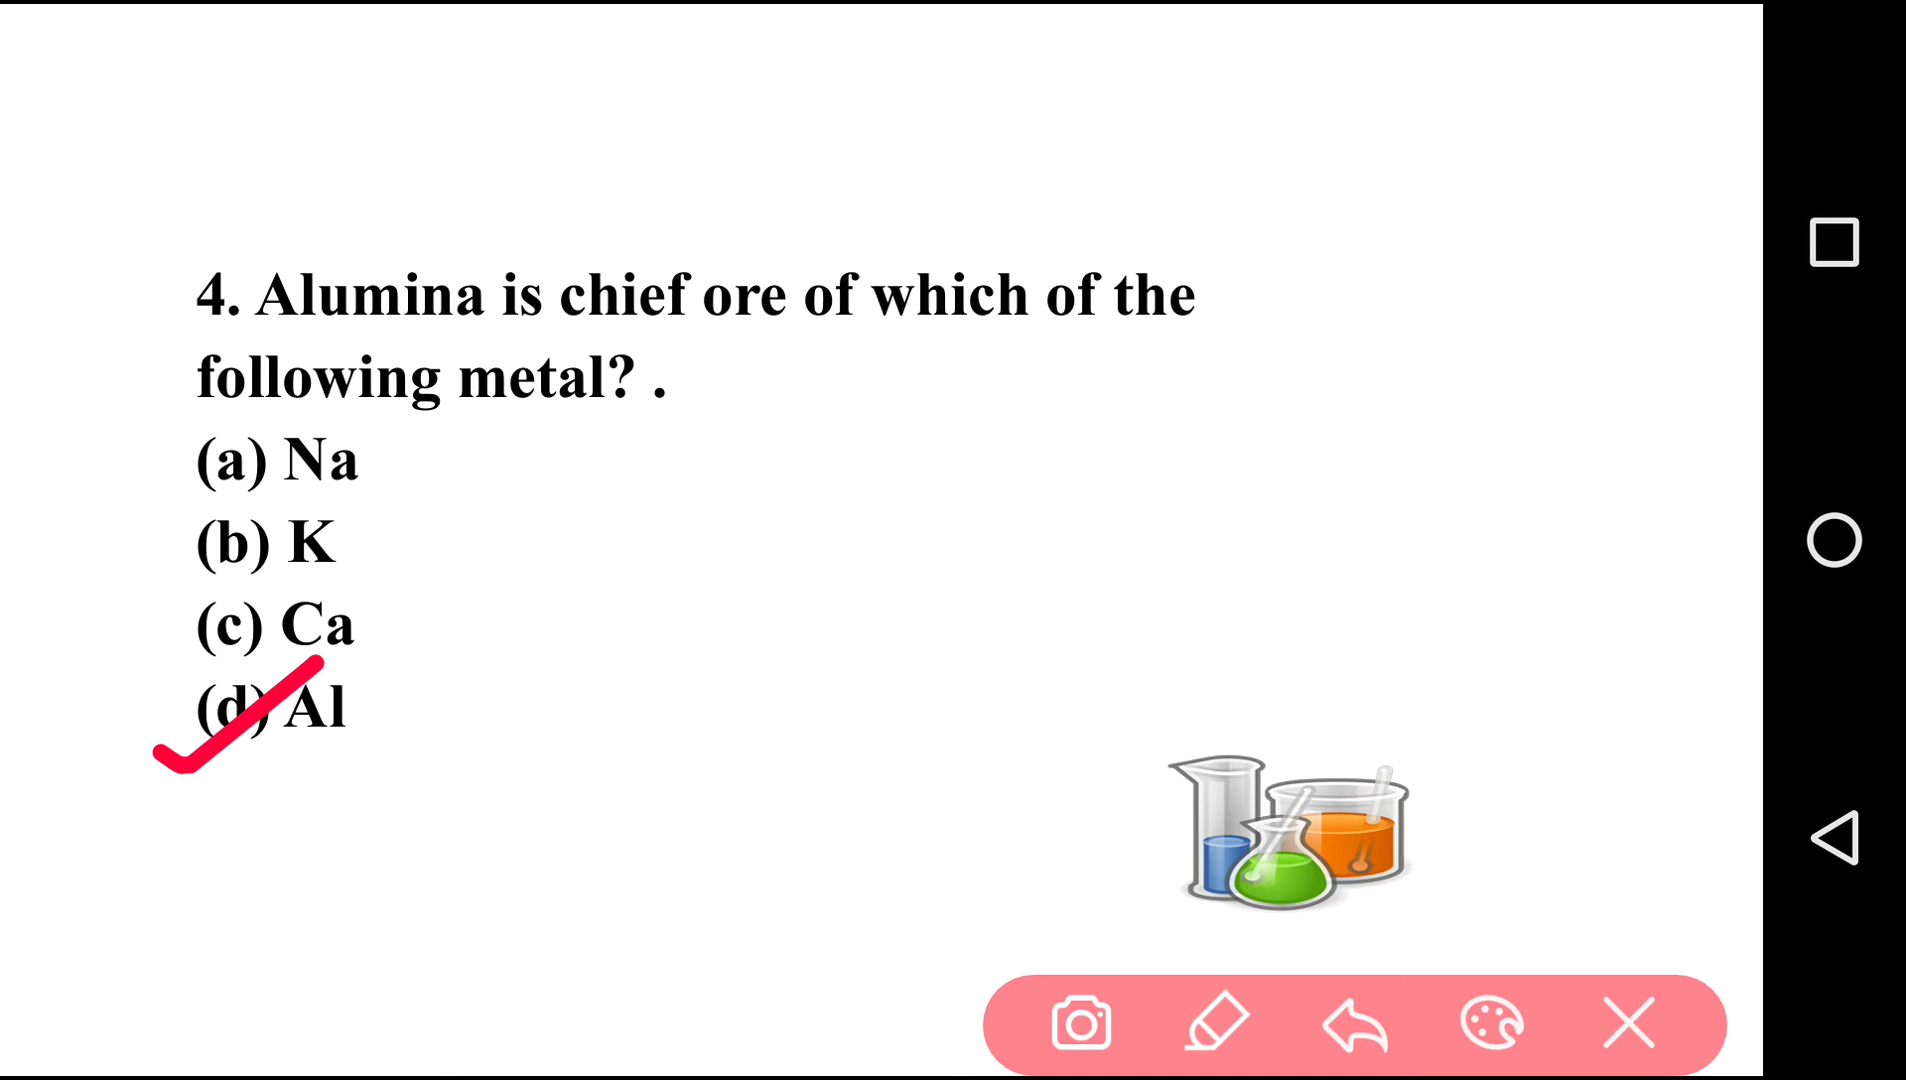 4. Alumina is chief ore of which of the
following metal? .
(a) Na
(b) K
(c) Ca
(d) Al